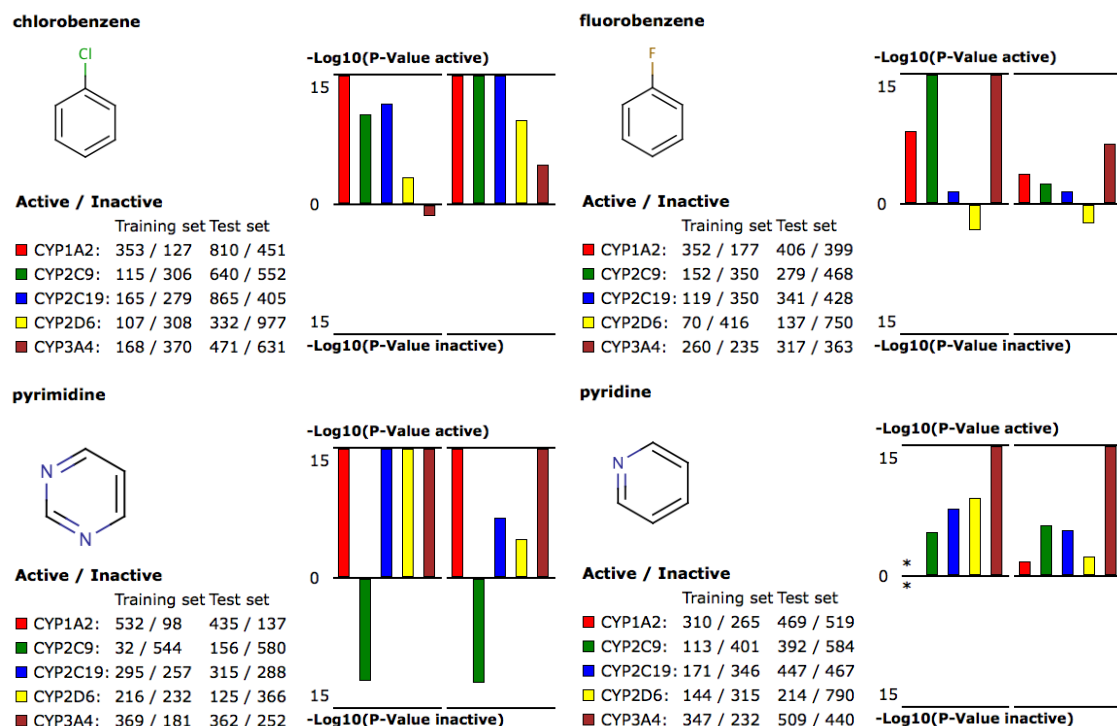 chlorobenzene
Cl
-Log10(P-Value active)
15
0
15
-Log10(P-Value inactive)
Active / Inactive
Training set Test set
CYP1A2: 353 / 127 810 / 451
CYP2C9: 115 / 306 640 / 552
CYP2C19: 165 / 279 865 / 405
CYP2D6: 107 / 308 332 / 977
CYP3A4: 168 / 370 471 / 631
fluorobenzene
F
-Log10(P-Value active)
15
0
15
-Log10(P-Value inactive)
Active / Inactive
Training set Test set
CYP1A2: 352 / 177 406 / 399
CYP2C9: 152 / 350 279 / 468
CYP2C19: 119 / 350 341 / 428
CYP2D6: 70 / 416 137 / 750
CYP3A4: 260 / 235 317 / 363
pyrimidine
N
N
-Log10(P-Value active)
15
0
15
-Log10(P-Value inactive)
Active / Inactive
Training set Test set
CYP1A2: 532 / 98 435 / 137
CYP2C9: 32 / 544 156 / 580
CYP2C19: 295 / 257 315 / 288
CYP2D6: 216 / 232 125 / 366
CYP3A4: 369 / 181 362 / 252
pyridine
N
-Log10(P-Value active)
15
*
0
*
15
-Log10(P-Value inactive)
Active / Inactive
Training set Test set
CYP1A2: 310 / 265 469 / 519
CYP2C9: 113 / 401 392 / 584
CYP2C19: 171 / 346 447 / 467
CYP2D6: 144 / 315 214 / 790
CYP3A4: 347 / 232 509 / 440